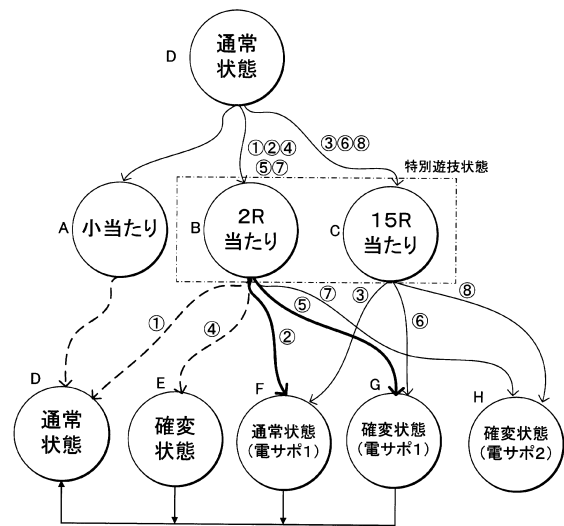 D
通常
状態
①②④
⑤⑦
③⑥⑧
特別遊技状態
A
小当たり
B
2R
当たり
C
15R
当たり
①
④
②
⑤
⑦
③
⑥
⑧
D
通常
状態
E
確変
状態
F
通常状態
(電サポ1)
G
確変状態
(電サポ1)
H
確変状態
(電サポ2)